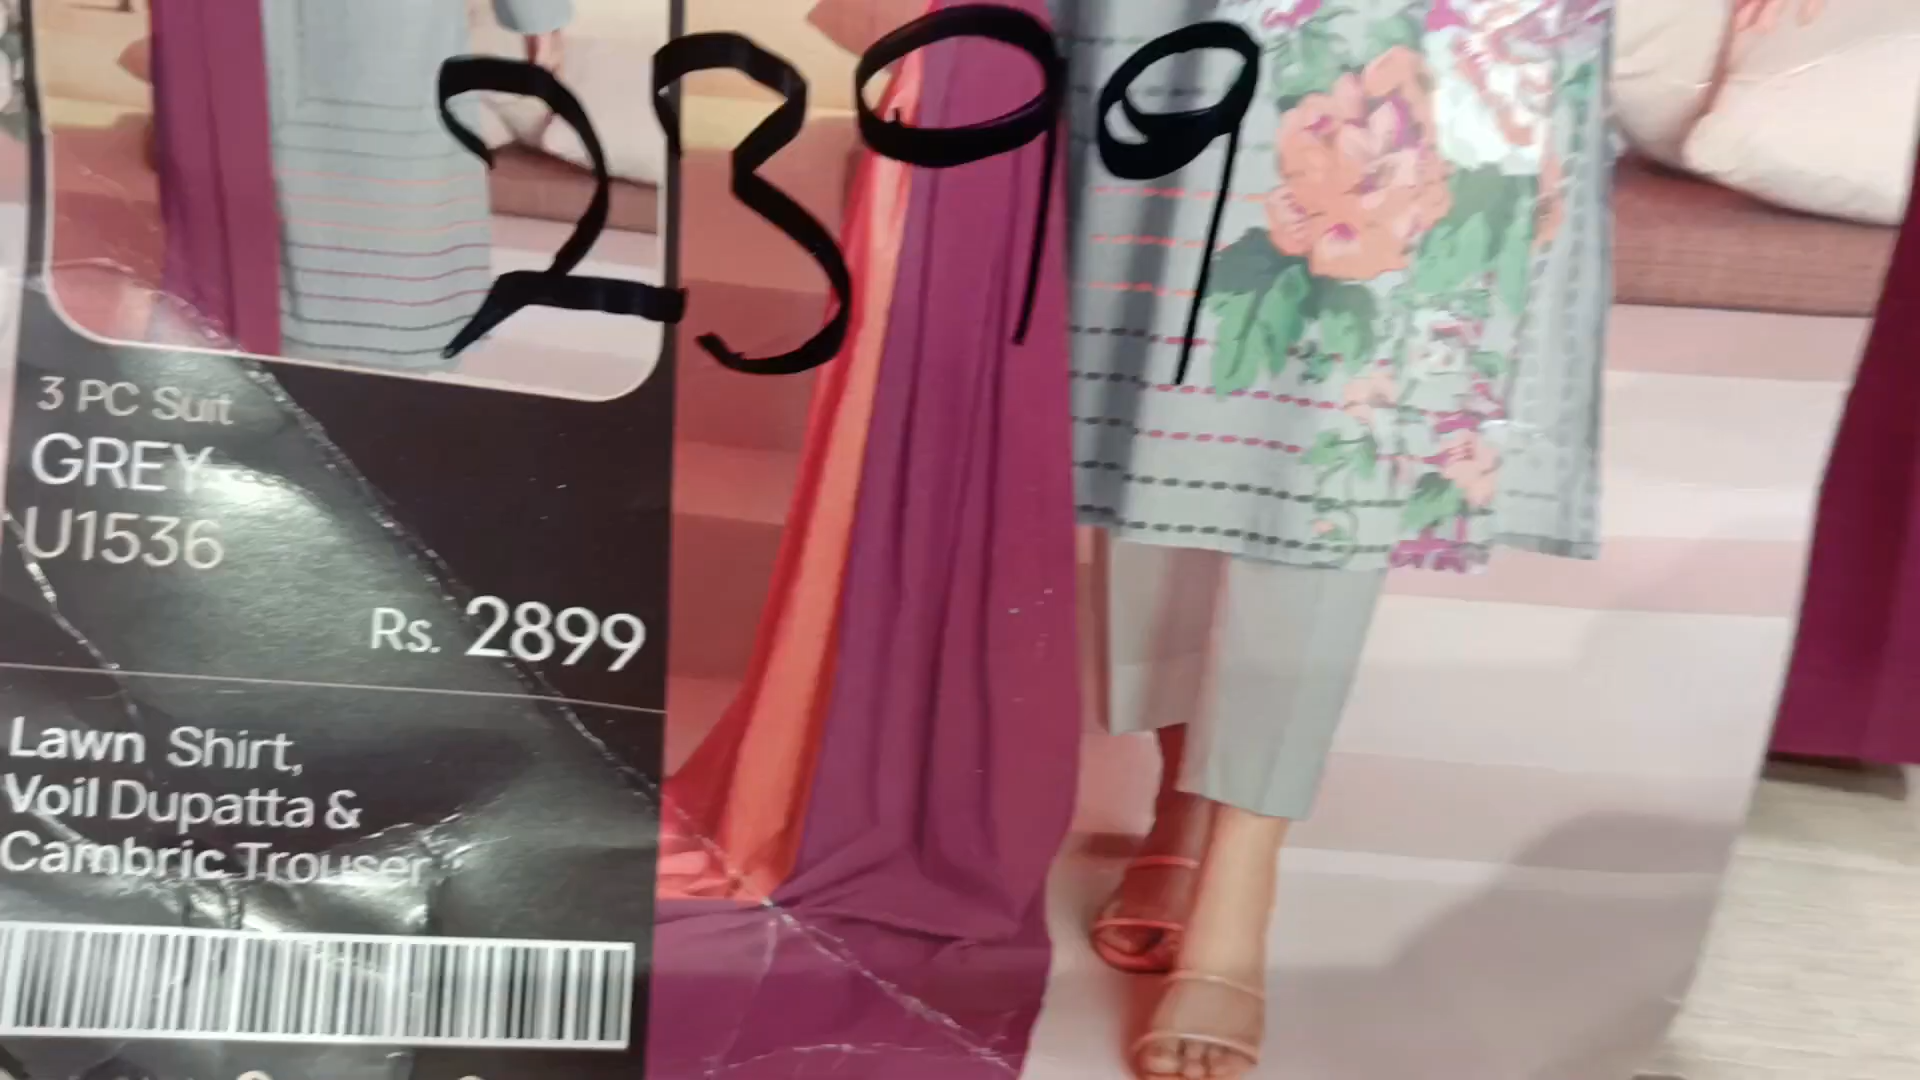 2399
3 PC Suit
GREY
U1536
Rs. 2899
Lawn Shirt,
Voil Dupatta &
Cambric Trouser